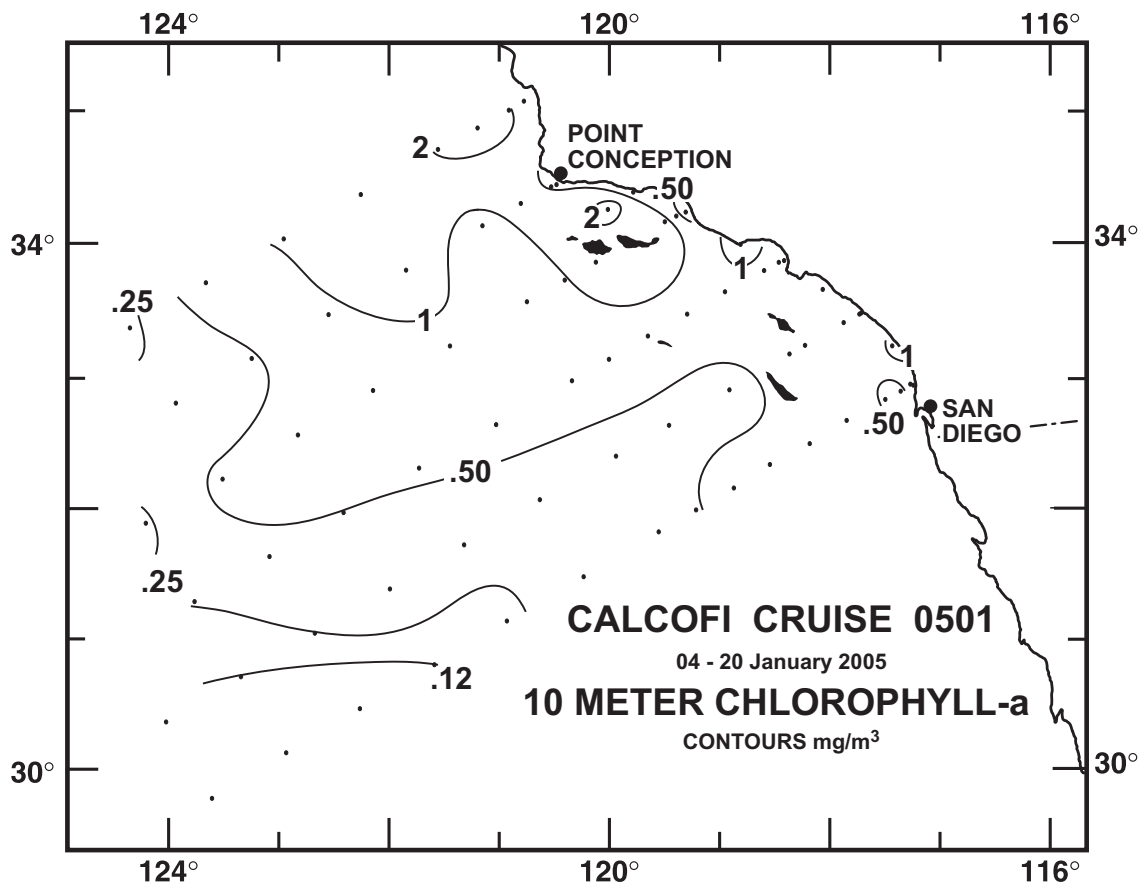 124° 120° 116°
POINT
CONCEPTION
2
.50
2
34° 34°
1
.25
1
1
.50
SAN
DIEGO
.50
.25
CALCOFI CRUISE 0501
04 - 20 January 2005
.12
10 METER CHLOROPHYLL-a
CONTOURS mg/m³
30° 30°
124° 120° 116°